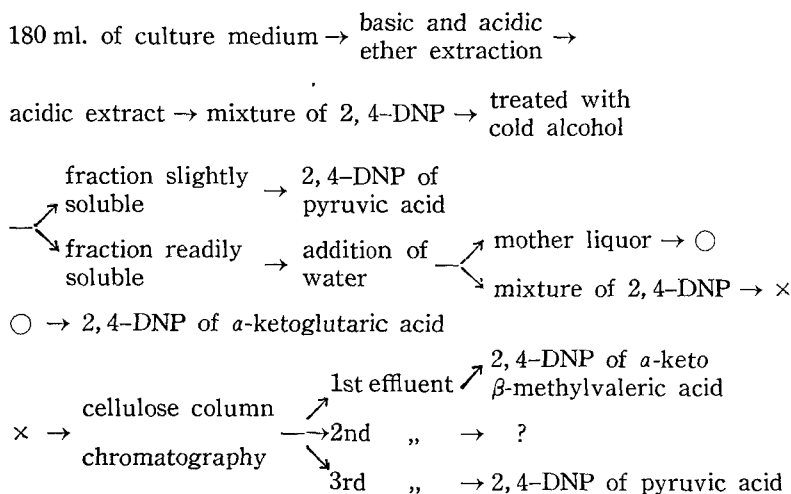 180 ml. of culture medium → basic and acidic ether extraction →
acidic extract → mixture of 2, 4–DNP → treated with cold alcohol
fraction slightly soluble → 2, 4–DNP of pyruvic acid
fraction readily soluble → addition of water
mother liquor → ○
mixture of 2, 4–DNP → ×
○ → 2, 4–DNP of α-ketoglutaric acid
× → cellulose column chromatography
1st effluent ↗ 2, 4–DNP of α-keto β-methylvaleric acid
→ 2nd „ → ?
3rd „ → 2, 4–DNP of pyruvic acid